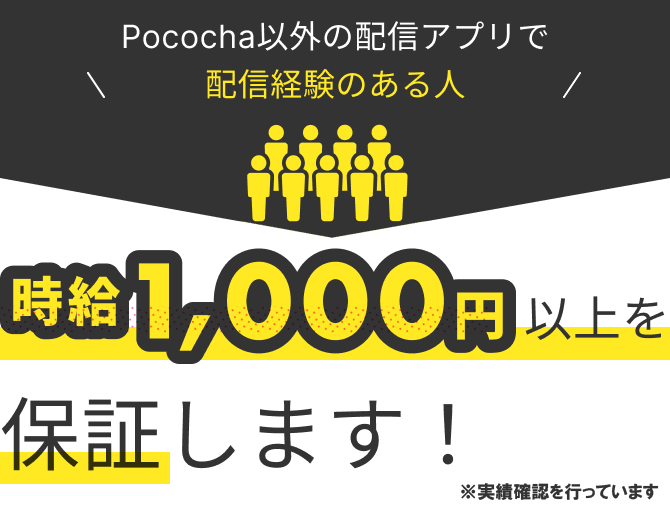 Pococha以外の配信アプリで
配信経験のある人
時給1,000円以上を
保証します！
※実績確認を行っています